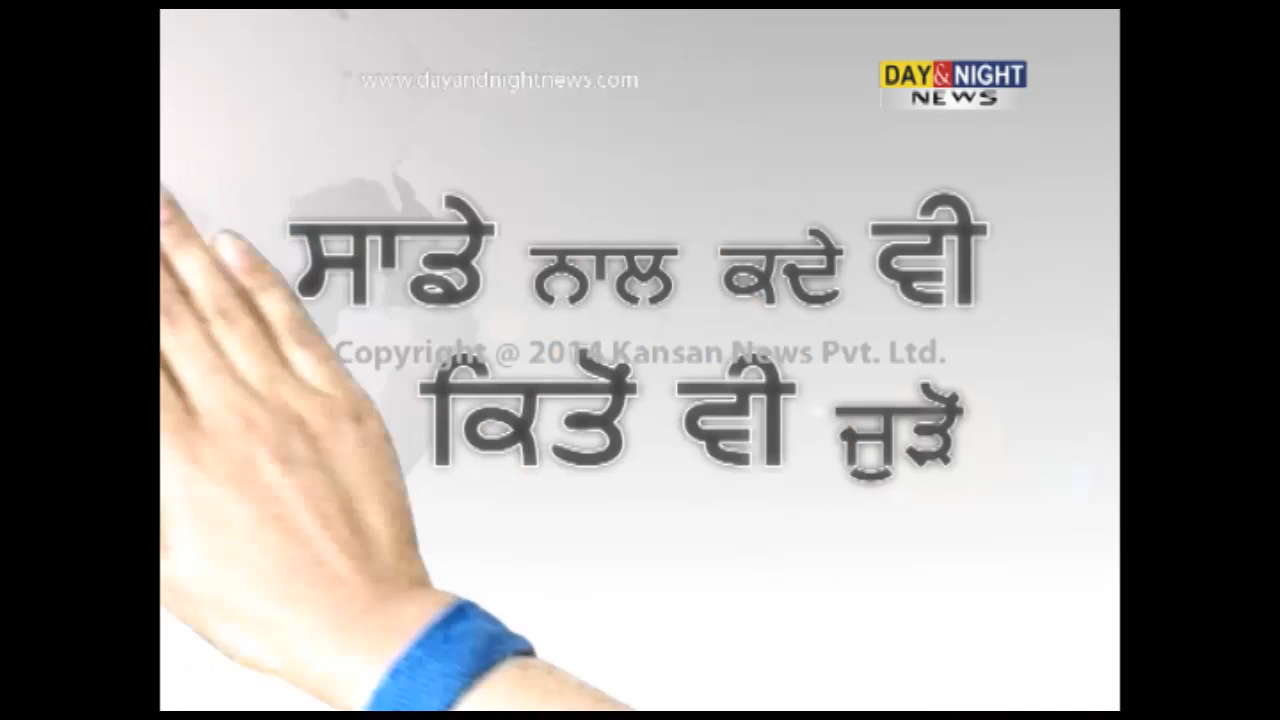 www.dayandnightnews.com
DAY&NIGHT
NEWS
ਸਾਡੇ ਨਾਲ ਕਦੇ ਵੀ
Copyright @ 2014 Kansan News Pvt. Ltd.
ਕਿਤੋਂ ਵੀ ਜੁੜੋਂ